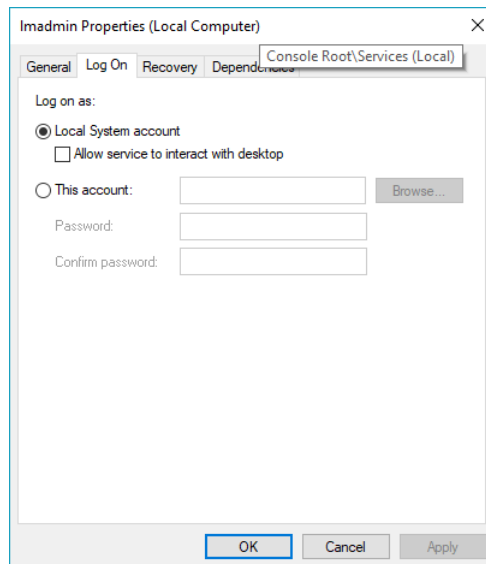 Imadmin Properties (Local Computer)
Console Root\Services (Local)
General Log On Recovery Dependencies
Log on as:
Local System account
Allow service to interact with desktop
This account:
Browse...
Password:
Confirm password:
OK Cancel Apply